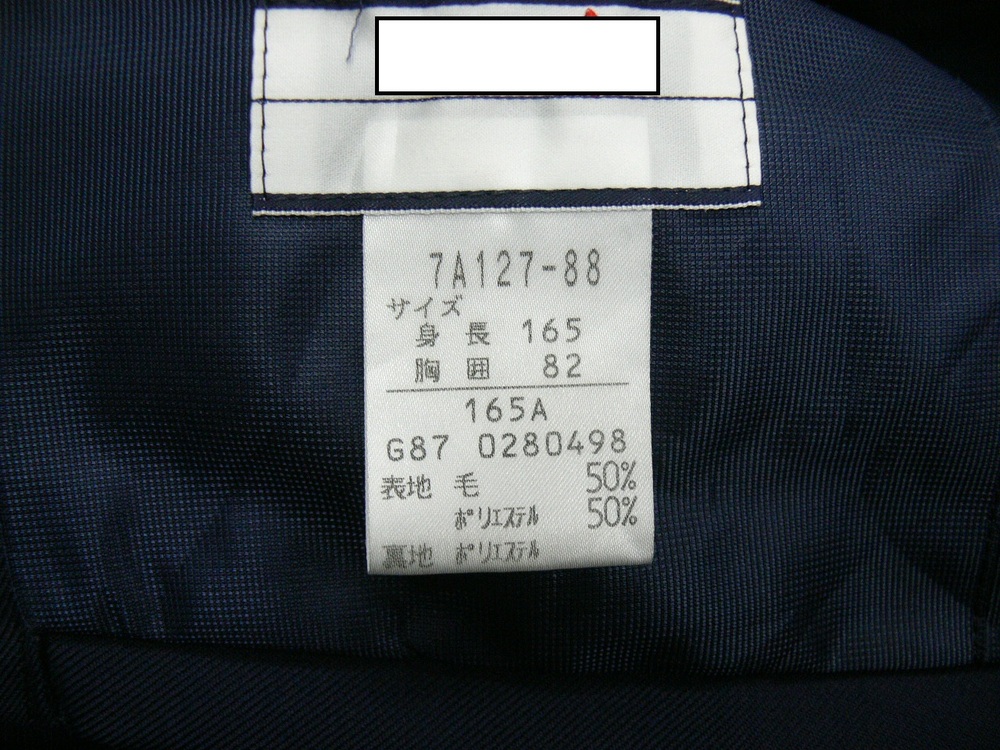 7A127-88
サイズ
身 長 165
胸 囲 82
165A
G87 0280498
表地 毛 50%
ポリエステル 50%
裏地 ポリエステル